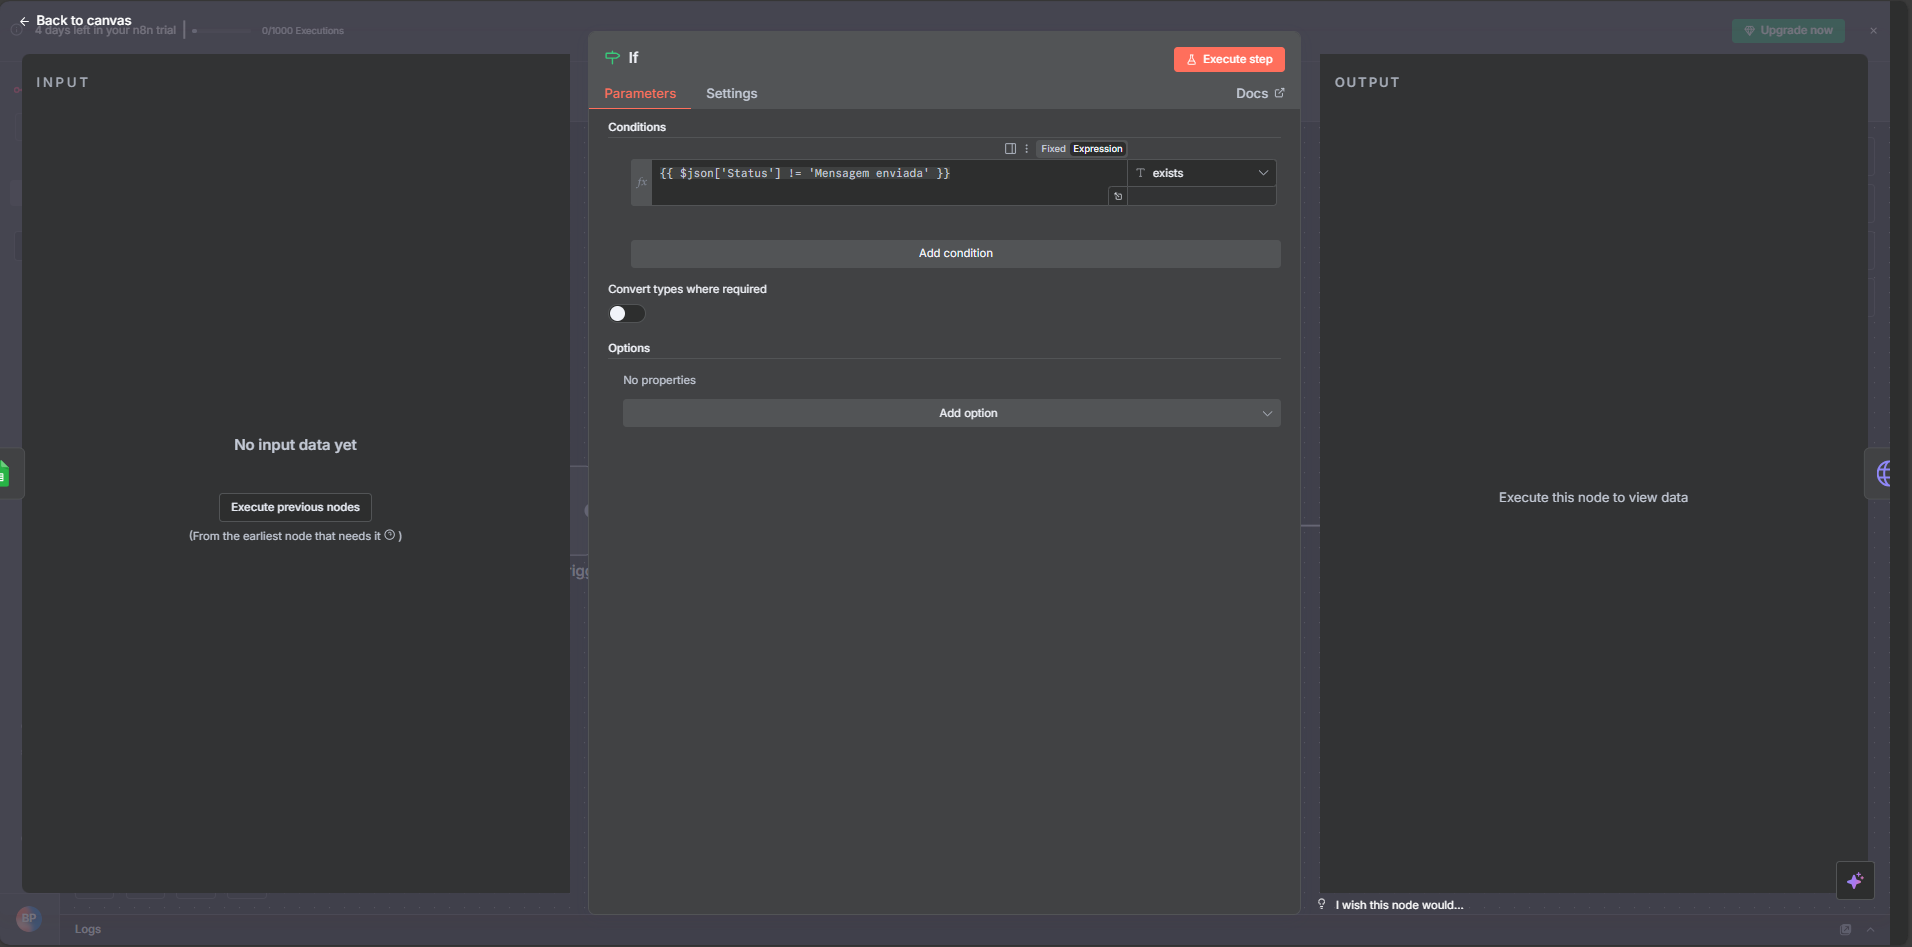 Back to canvas
4 days left in your n8n trial
0/1000 Executions
Upgrade now
INPUT
If
Execute step
OUTPUT
Parameters
Settings
Docs
Conditions
Fixed
Expression
fx
{{ $json['Status'] != 'Mensagem enviada' }}
T
exists
Add condition
Convert types where required
Options
No properties
Add option
No input data yet
Execute previous nodes
(From the earliest node that needs it ? )
Execute this node to view data
rigg
I wish this node would...
BP
Logs